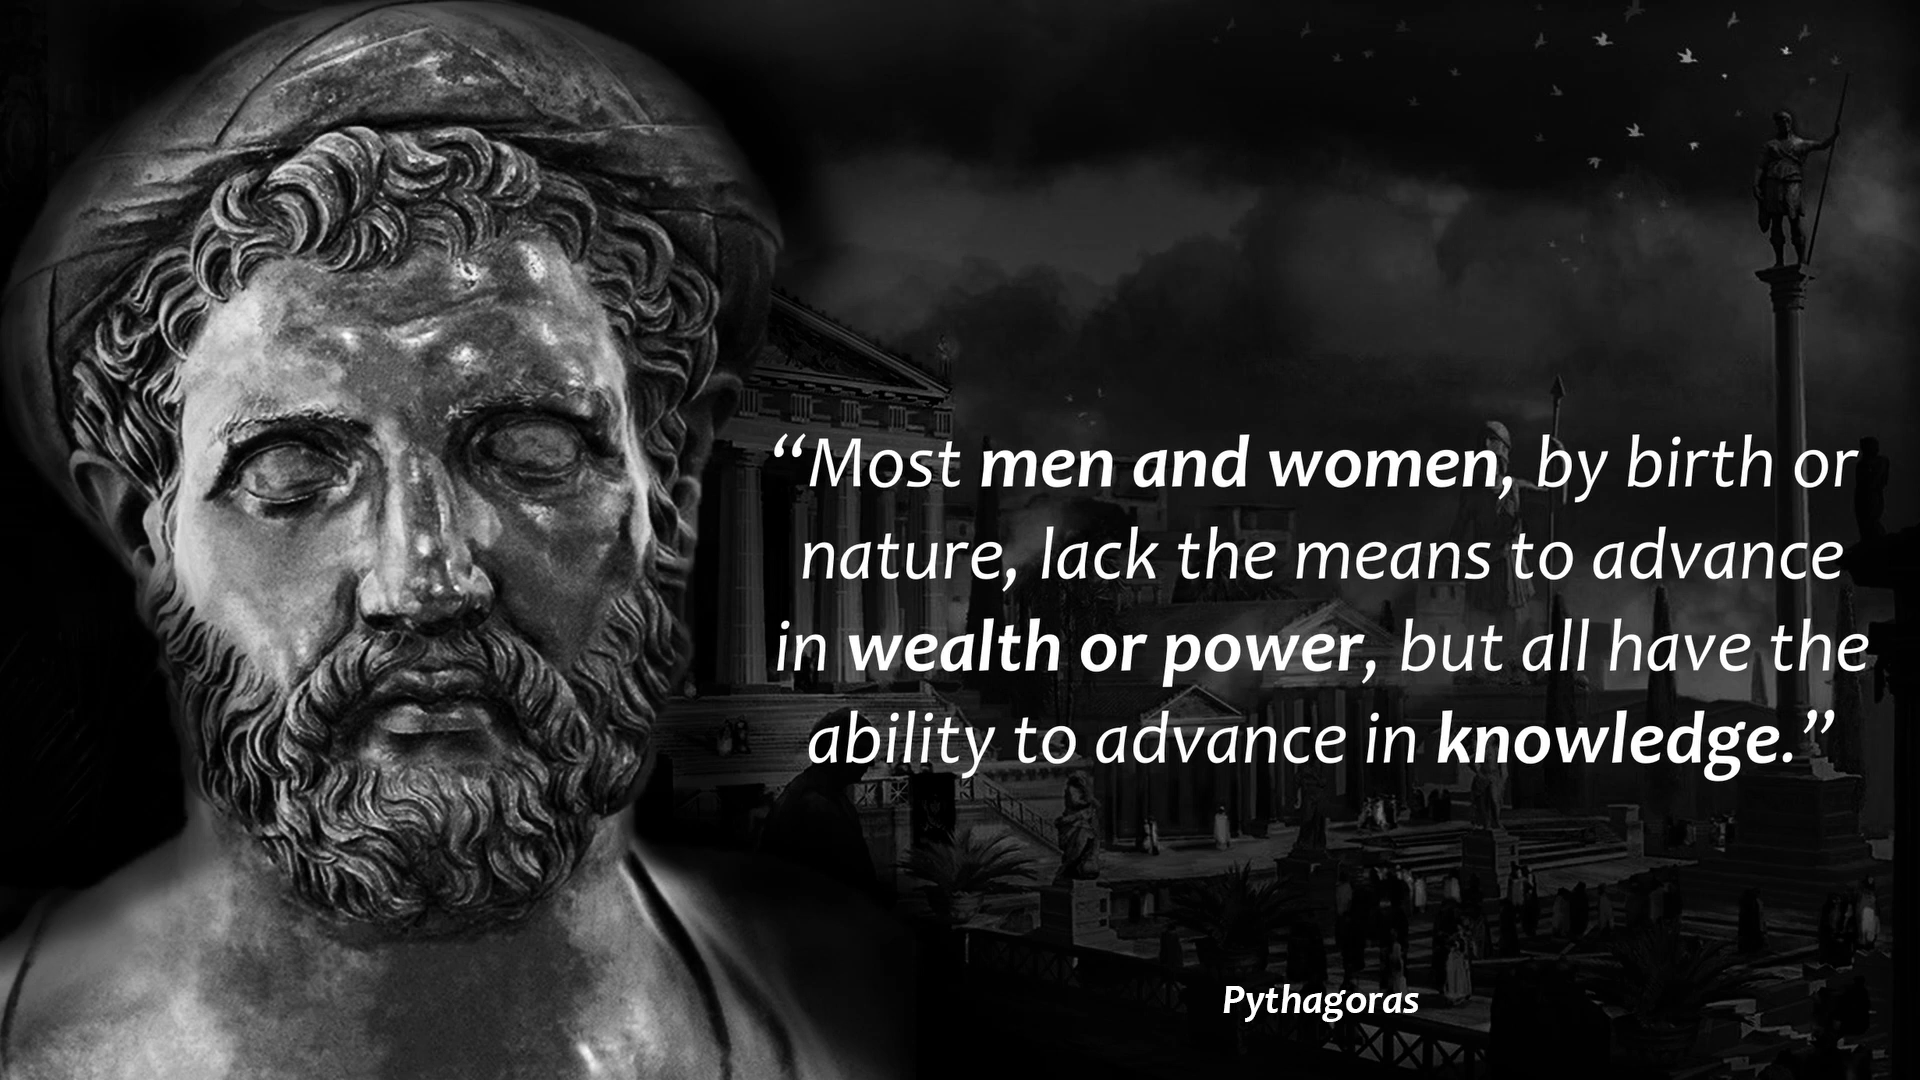 “Most men and women, by birth or
nature, lack the means to advance
in wealth or power, but all have the
ability to advance in knowledge.”
Pythagoras